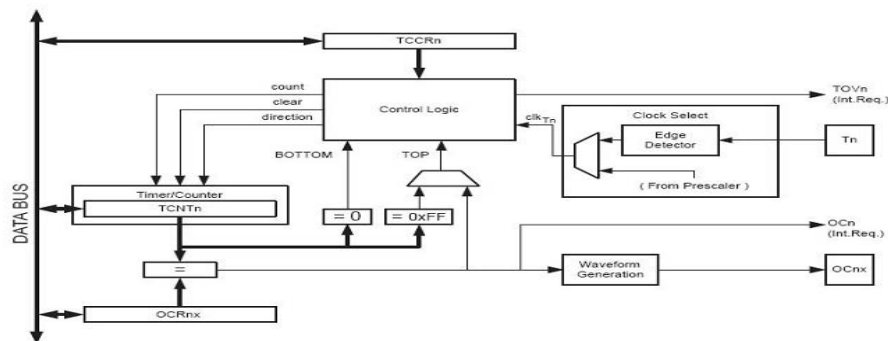 TCCRn
count
clear
direction
Control Logic
TOVn
(Int.Req.)
clkTn
Clock Select
Edge
Detector
Tn
( From Prescaler )
BOTTOM
TOP
Timer/Counter
TCNTn
= 0
= 0xFF
DATA BUS
=
OCn
(Int.Req.)
Waveform
Generation
OCnx
OCRnx